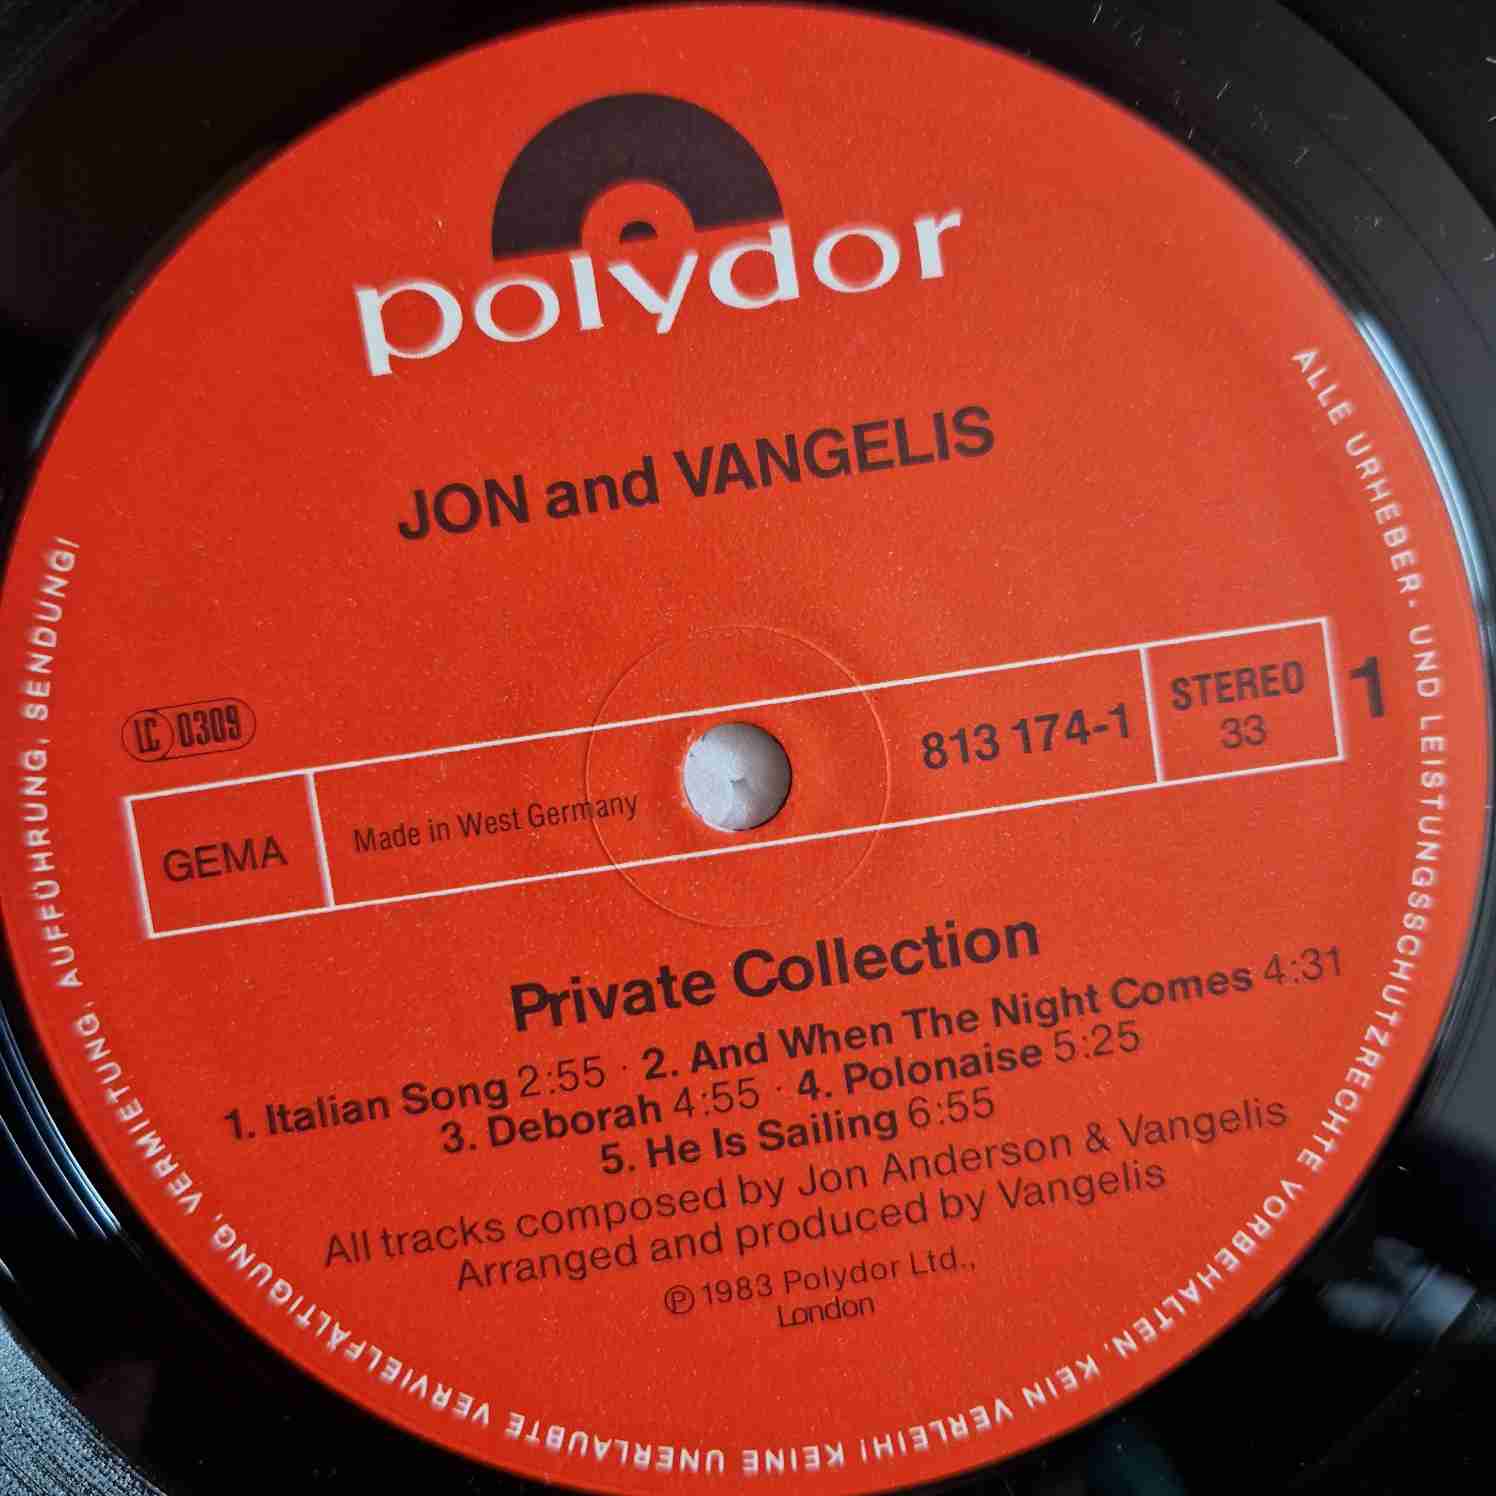 polydor
JON and VANGELIS
LC 0309
GEMA
Made in West Germany
813 174-1
STEREO
33
1
Private Collection
1. Italian Song 2:55 · 2. And When The Night Comes 4:31
3. Deborah 4:55 · 4. Polonaise 5:25
5. He Is Sailing 6:55
All tracks composed by Jon Anderson & Vangelis
Arranged and produced by Vangelis
℗ 1983 Polydor Ltd.,
London
ALLE URHEBER- UND LEISTUNGSSCHUTZRECHTE VORBEHALTEN. KEIN VERLEIH! KEINE UNERLAUBTE VERVIELFÄLTIGUNG, VERMIETUNG, AUFFÜHRUNG, SENDUNG!